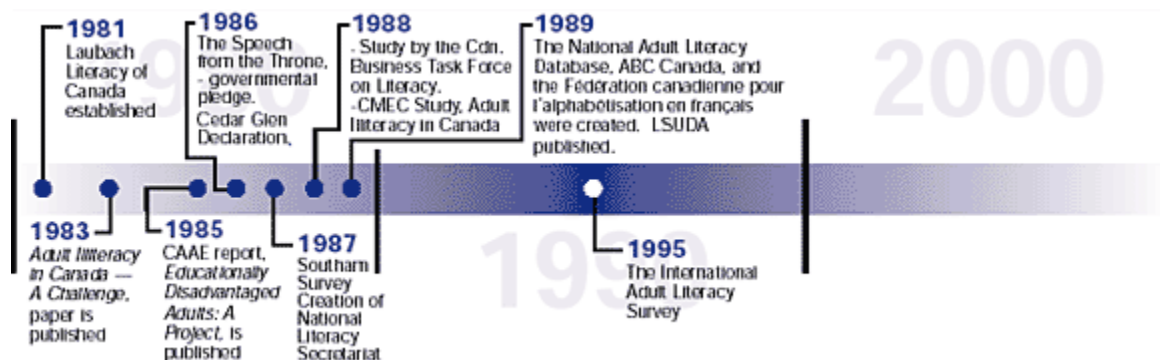 1981
Laubach
Literacy of
Canada
established
1986
The Speech
from the Throne,
- governmental
pledge.
Cedar Glen
Declaration,
1988
- Study by the Cdn.
Business Task Force
on Literacy.
-CMEC Study, Adult
Illiteracy in Canada
1989
The National Adult Literacy
Database, ABC Canada, and
the Fédération canadienne pour
l'alphabétisation en français
were created. LSUDA
published.
2000
1983
Adult Illiteracy
in Canada —
A Challenge,
paper is
published
1985
CAAE report,
Educationally
Disadvantaged
Adults: A
Project, is
published
1987
Southam
Survey
Creation of
National
Literacy
Secretariat
1990
1995
The International
Adult Literacy
Survey